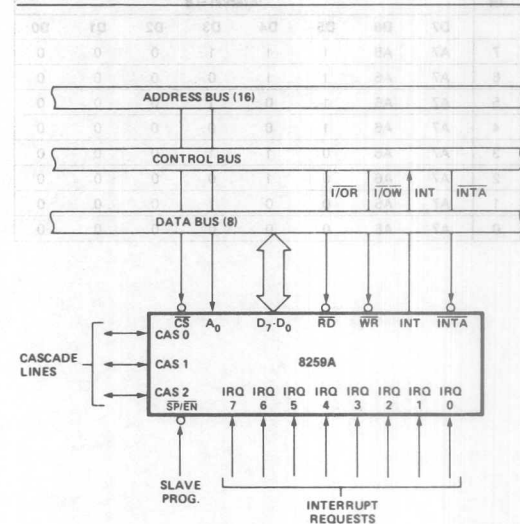 ADDRESS BUS (16)
CONTROL BUS
I/OR I/OW INT INTA
DATA BUS (8)
CS A0 D7-D0 RD WR INT INTA
CAS 0
CASCADE LINES
CAS 1
8259A
CAS 2
SP/EN
IRQ IRQ IRQ IRQ IRQ IRQ IRQ IRQ
7 6 5 4 3 2 1 0
SLAVE PROG.
INTERRUPT REQUESTS